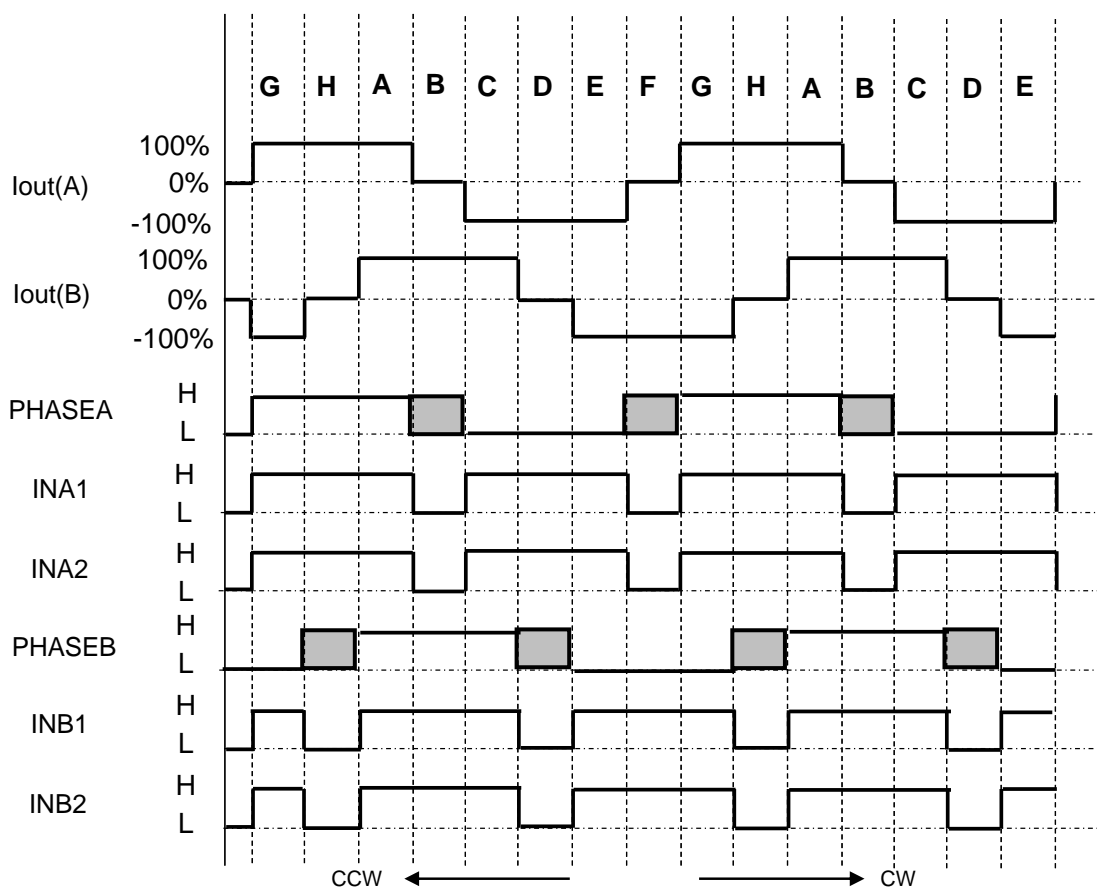 G H A B C D E F G H A B C D E
100%
Iout(A) 0%
-100%
100%
Iout(B) 0%
-100%
H
PHASEA
L
H
INA1
L
H
INA2
L
H
PHASEB
L
H
INB1
L
H
INB2
L
CCW CW